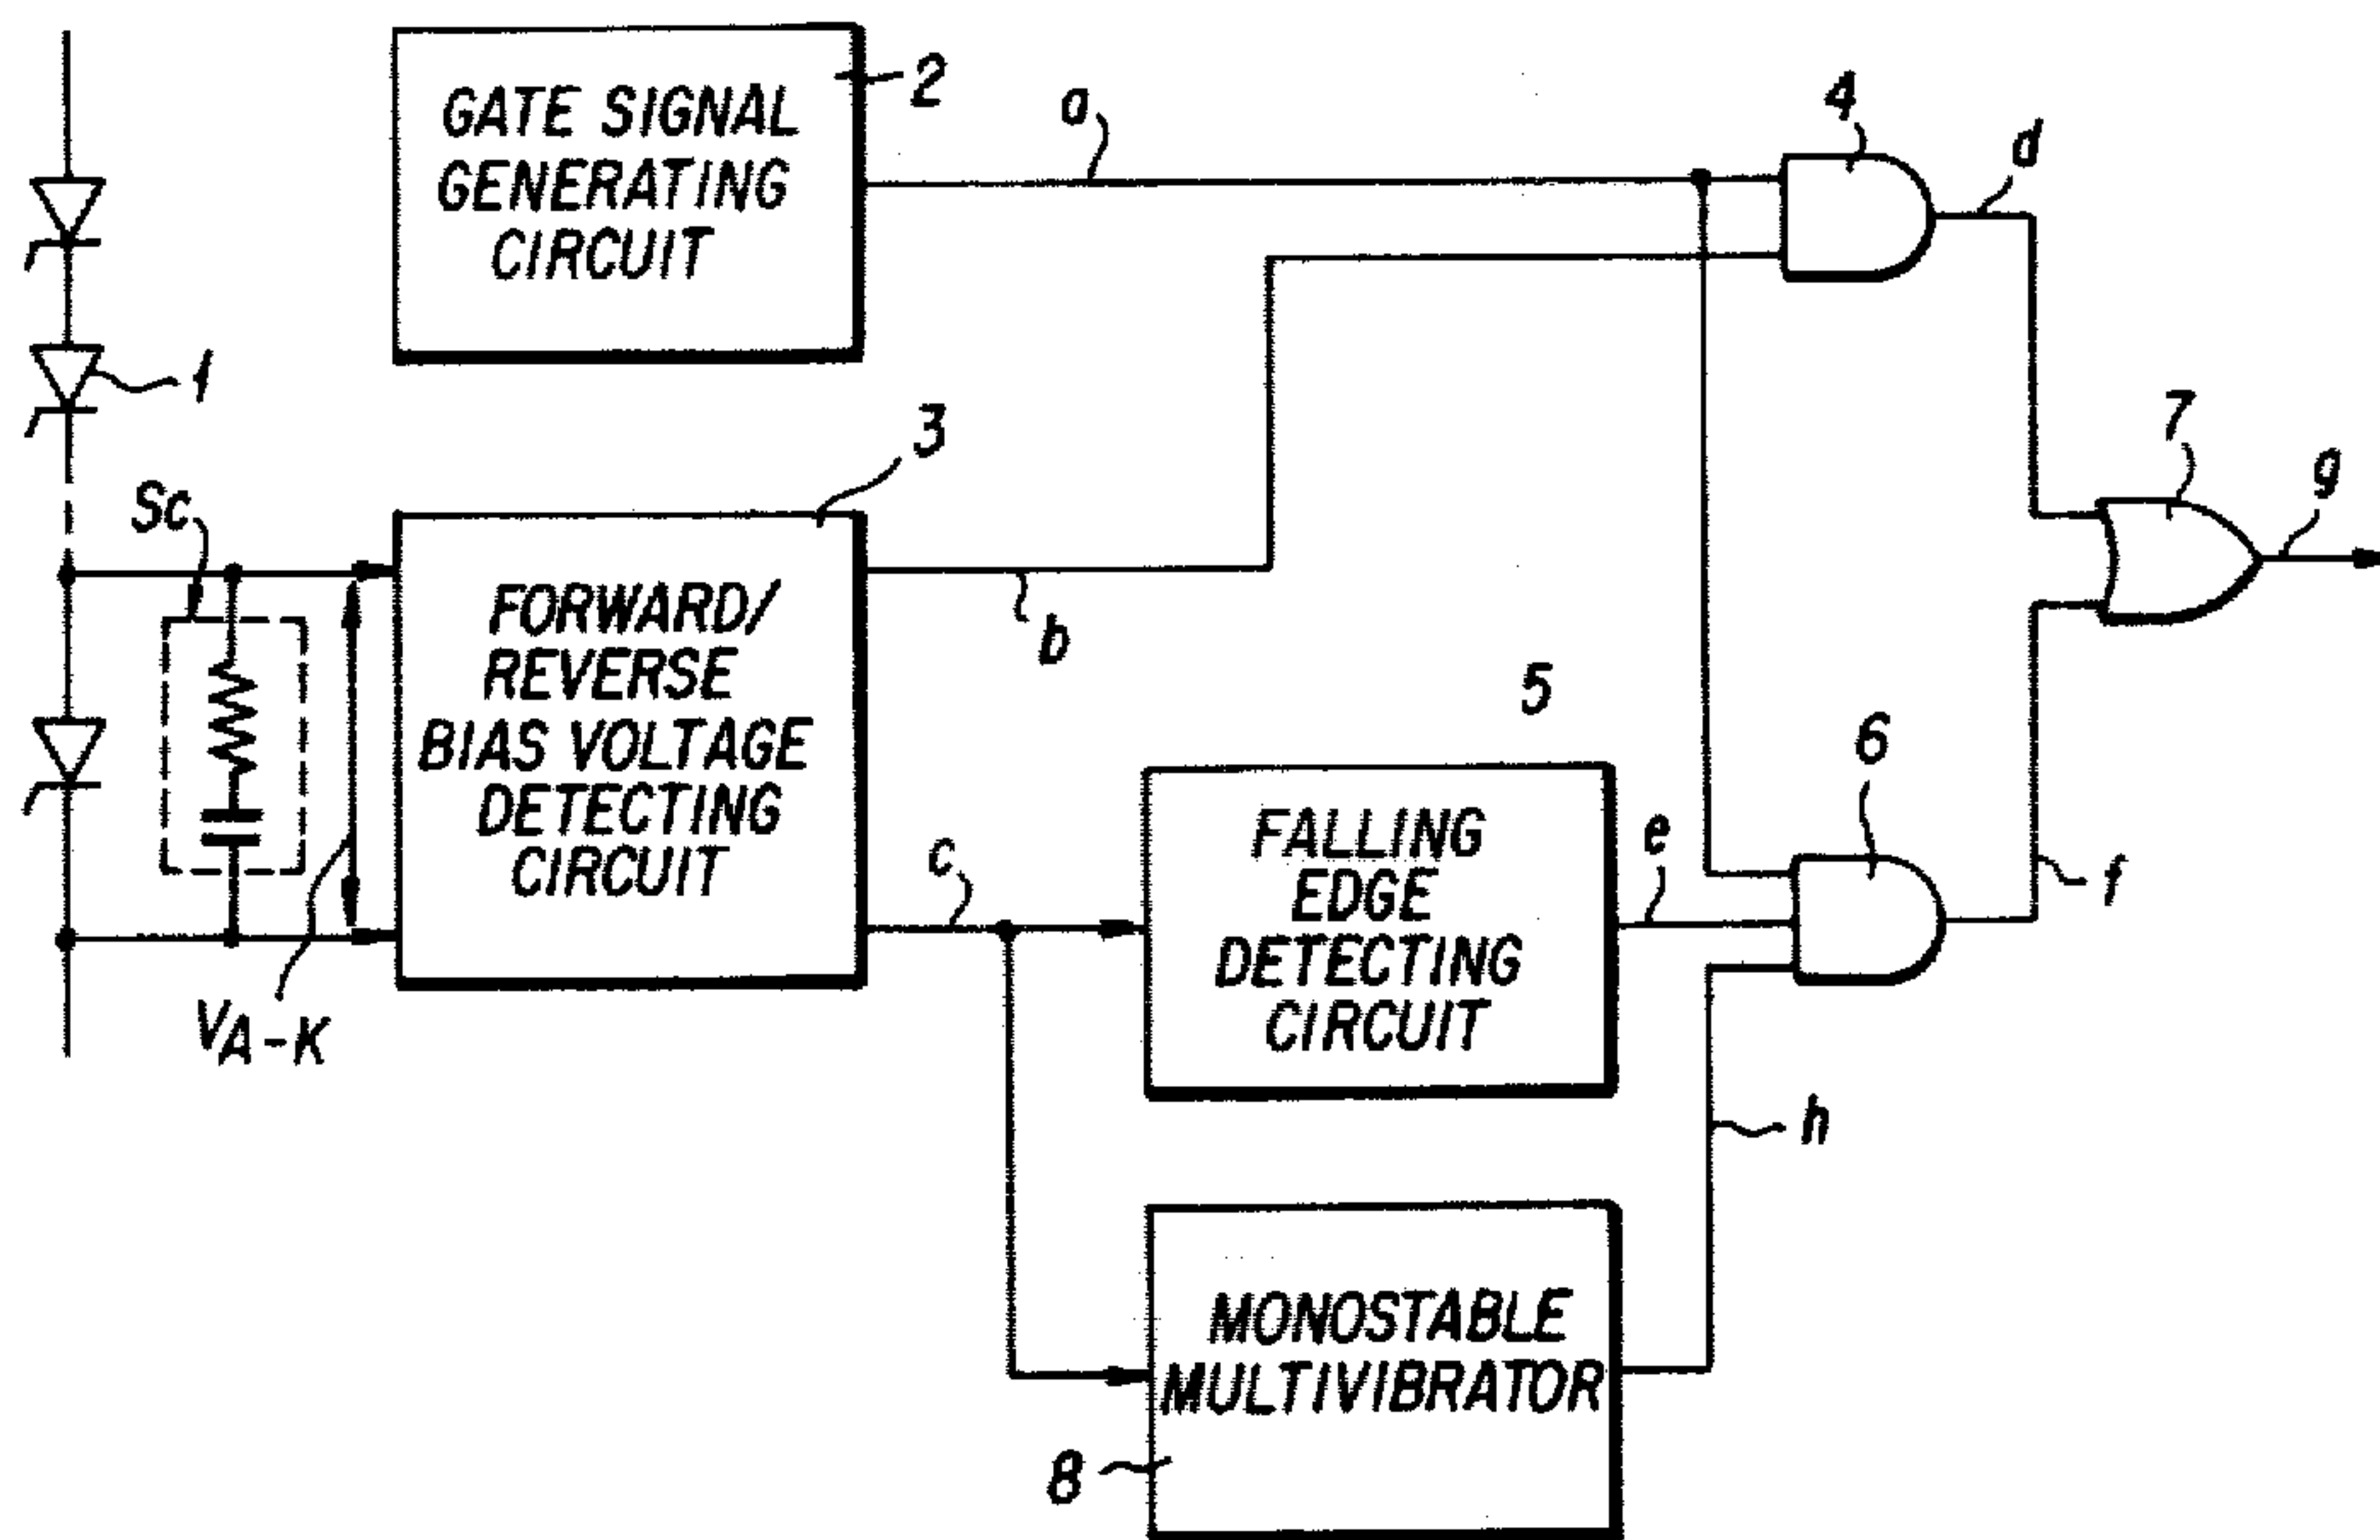 GATE SIGNAL
GENERATING
CIRCUIT
2
a
4
d
1
3
Sc
7
g
FORWARD/
REVERSE
BIAS VOLTAGE
DETECTING
CIRCUIT
b
5
6
c
FALLING
EDGE
DETECTING
CIRCUIT
e
f
VA-K
h
MONOSTABLE
MULTIVIBRATOR
8